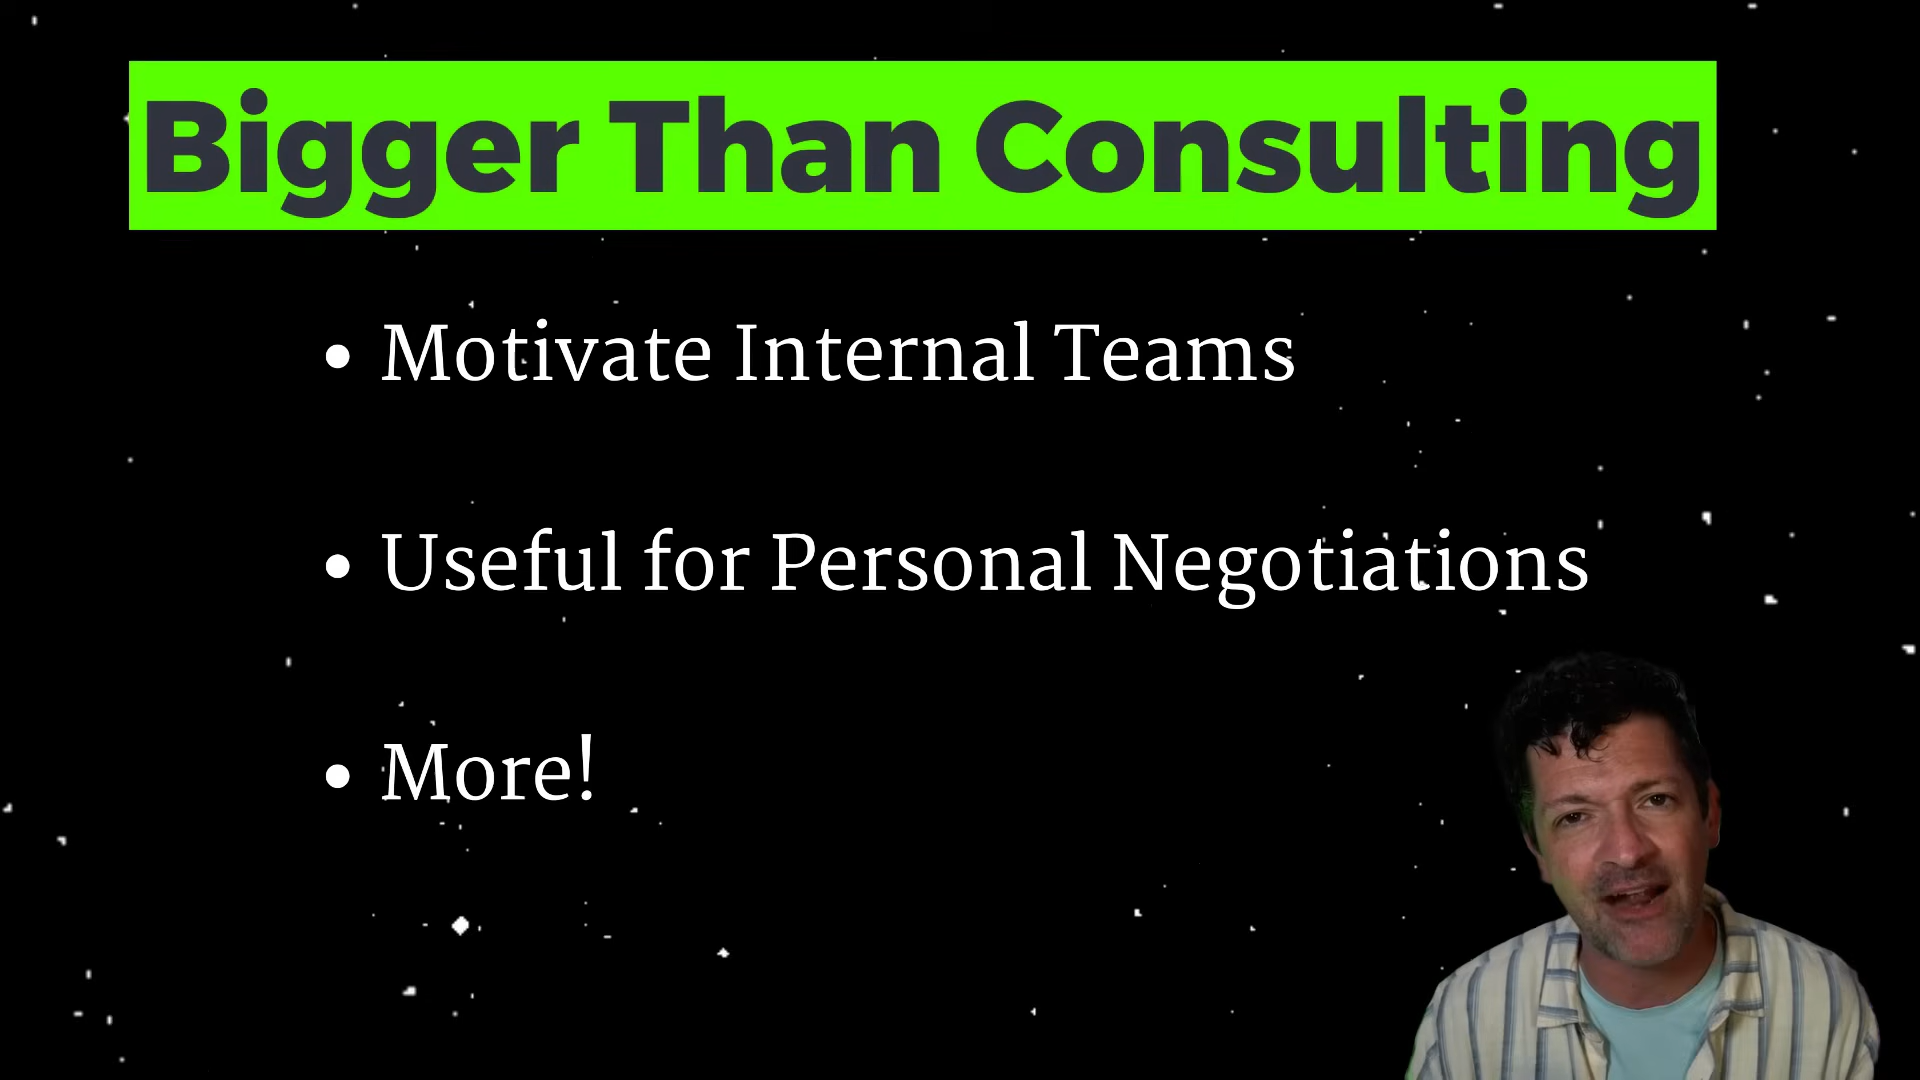 Bigger Than Consulting
• Motivate Internal Teams
• Useful for Personal Negotiations
• More!